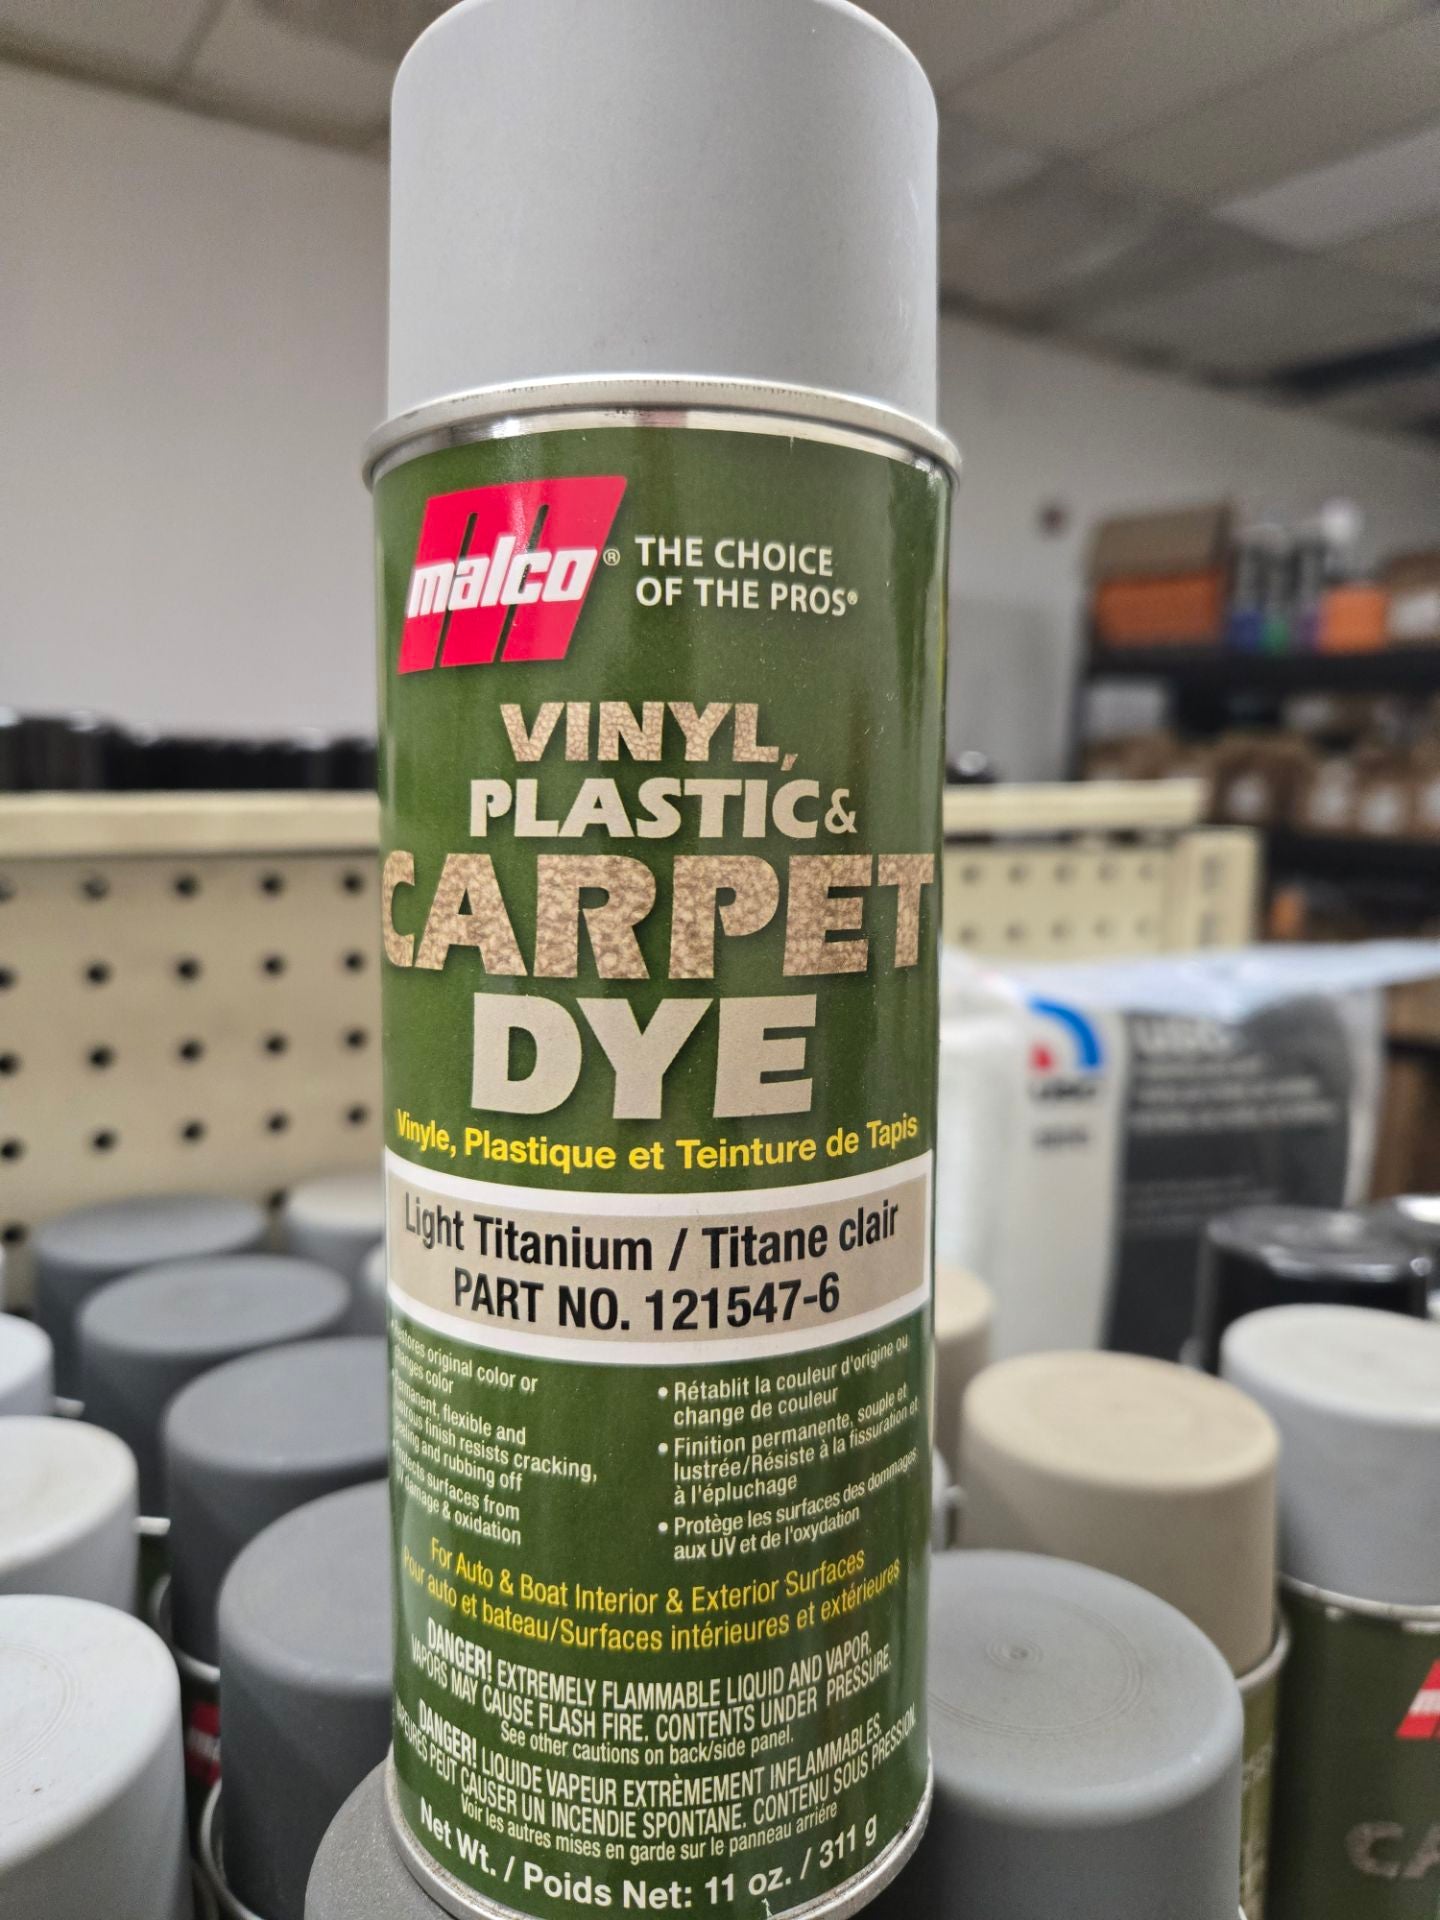 malco® THE CHOICE
OF THE PROS®
VINYL,
PLASTIC &
CARPET
DYE
Vinyle, Plastique et Teinture de Tapis
Light Titanium / Titane clair
PART NO. 121547-6
original color or
color
flexible and
finish resists cracking,
and rubbing off
surfaces from
damage & oxidation
• Rétablit la couleur d'origine ou
change de couleur
• Finition permanente, souple et
lustrée/Résiste à la fissuration et
à l'épluchage
• Protège les surfaces des dommages
aux UV et de l'oxydation
For Auto & Boat Interior & Exterior Surfaces
Pour auto et bateau/Surfaces intérieures et extérieures
DANGER! EXTREMELY FLAMMABLE LIQUID AND VAPOR.
VAPORS MAY CAUSE FLASH FIRE. CONTENTS UNDER PRESSURE.
See other cautions on back/side panel.
DANGER! LIQUIDE VAPEUR EXTRÈMEMENT INFLAMMABLES.
PEUT CAUSER UN INCENDIE SPONTANE. CONTENU SOUS PRESSION.
Voir les autres mises en garde sur le panneau arrière
Net Wt. / Poids Net: 11 oz. / 311 g
CA